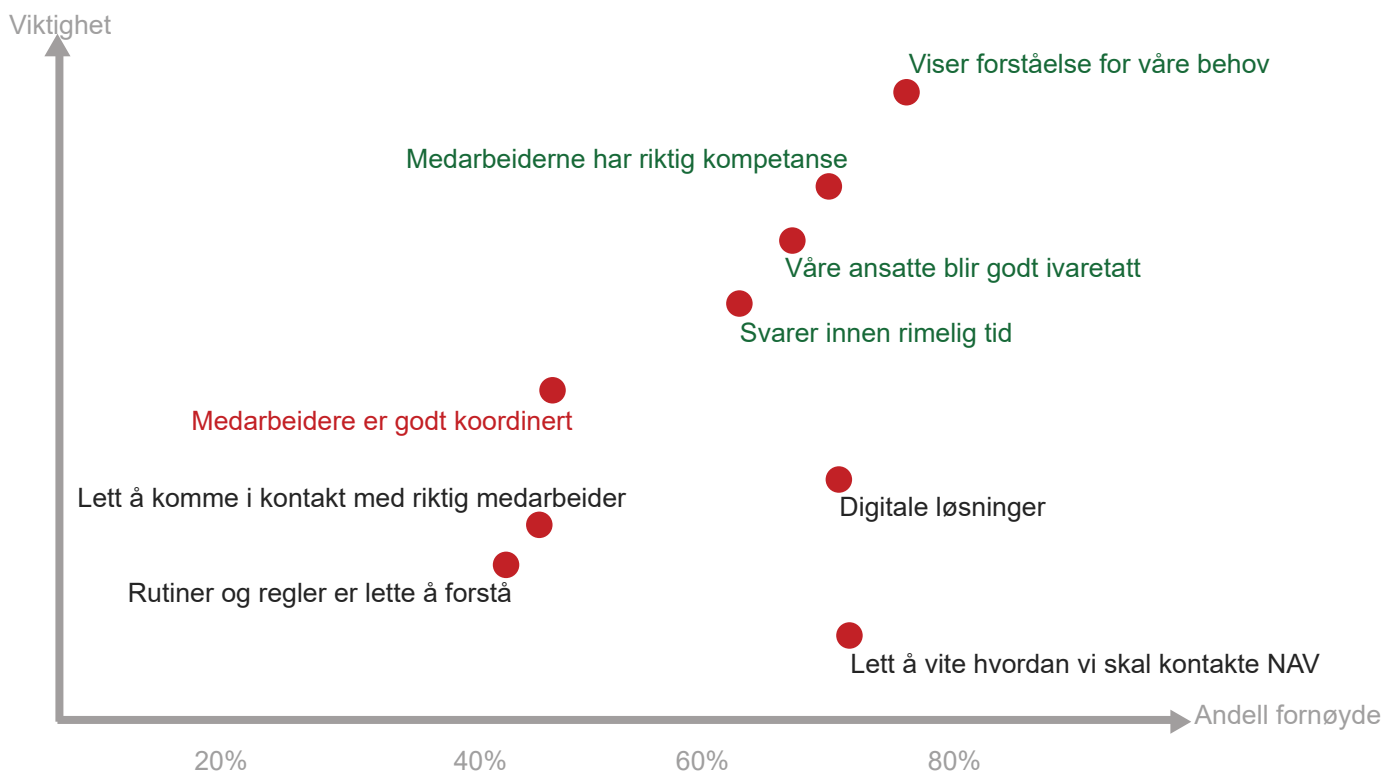 Viktighet
Viser forståelse for våre behov
Medarbeiderne har riktig kompetanse
Våre ansatte blir godt ivaretatt
Svarer innen rimelig tid
Medarbeidere er godt koordinert
Lett å komme i kontakt med riktig medarbeider
Digitale løsninger
Rutiner og regler er lette å forstå
Lett å vite hvordan vi skal kontakte NAV
Andell fornøyde
20% 40% 60% 80%